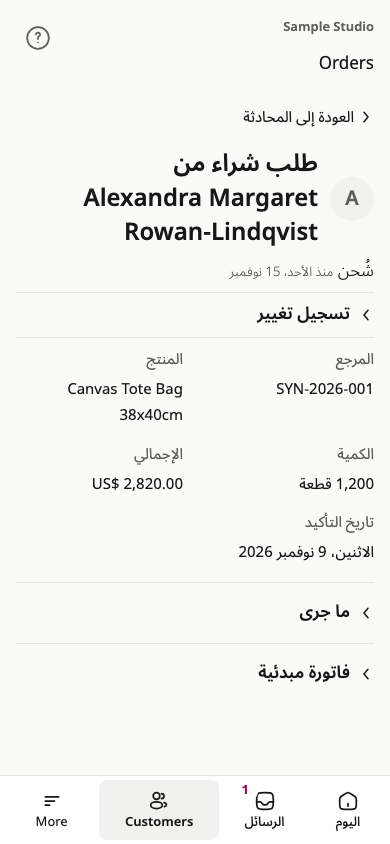 Sample Studio
Orders
العودة إلى المحادثة
A
طلب شراء من
Alexandra Margaret
Rowan-Lindqvist
شُحن منذ الأحد، 15 نوفمبر
تسجيل تغيير
المرجع
SYN-2026-001
المنتج
Canvas Tote Bag
38x40cm
الكمية
1,200 قطعة
الإجمالي
US$ 2,820.00
تاريخ التأكيد
الاثنين، 9 نوفمبر 2026
ما جرى
فاتورة مبدئية
اليوم
1
الرسائل
Customers
More